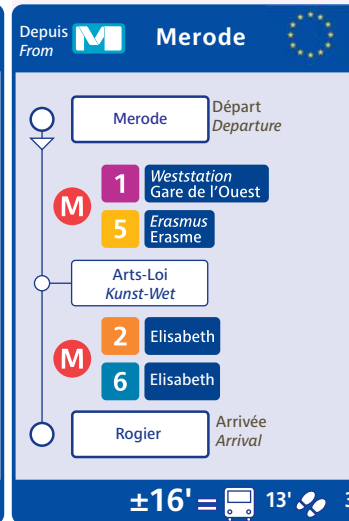 Depuis
From
M
Merode
Merode
Départ
Departure
M
1
Weststation
Gare de l'Ouest
5
Erasmus
Erasme
Arts-Loi
Kunst-Wet
M
2
Elisabeth
6
Elisabeth
Rogier
Arrivée
Arrival
±16' = 13'